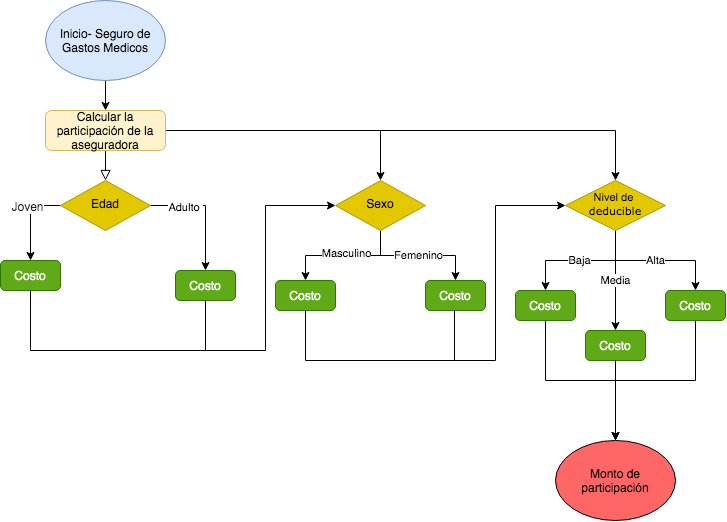 Inicio- Seguro de
Gastos Medicos
Calcular la
participación de la
aseguradora
Edad
Joven
Adulto
Costo
Costo
Sexo
Masculino
Femenino
Costo
Costo
Nivel de
deducible
Baja
Alta
Media
Costo
Costo
Costo
Monto de
participación